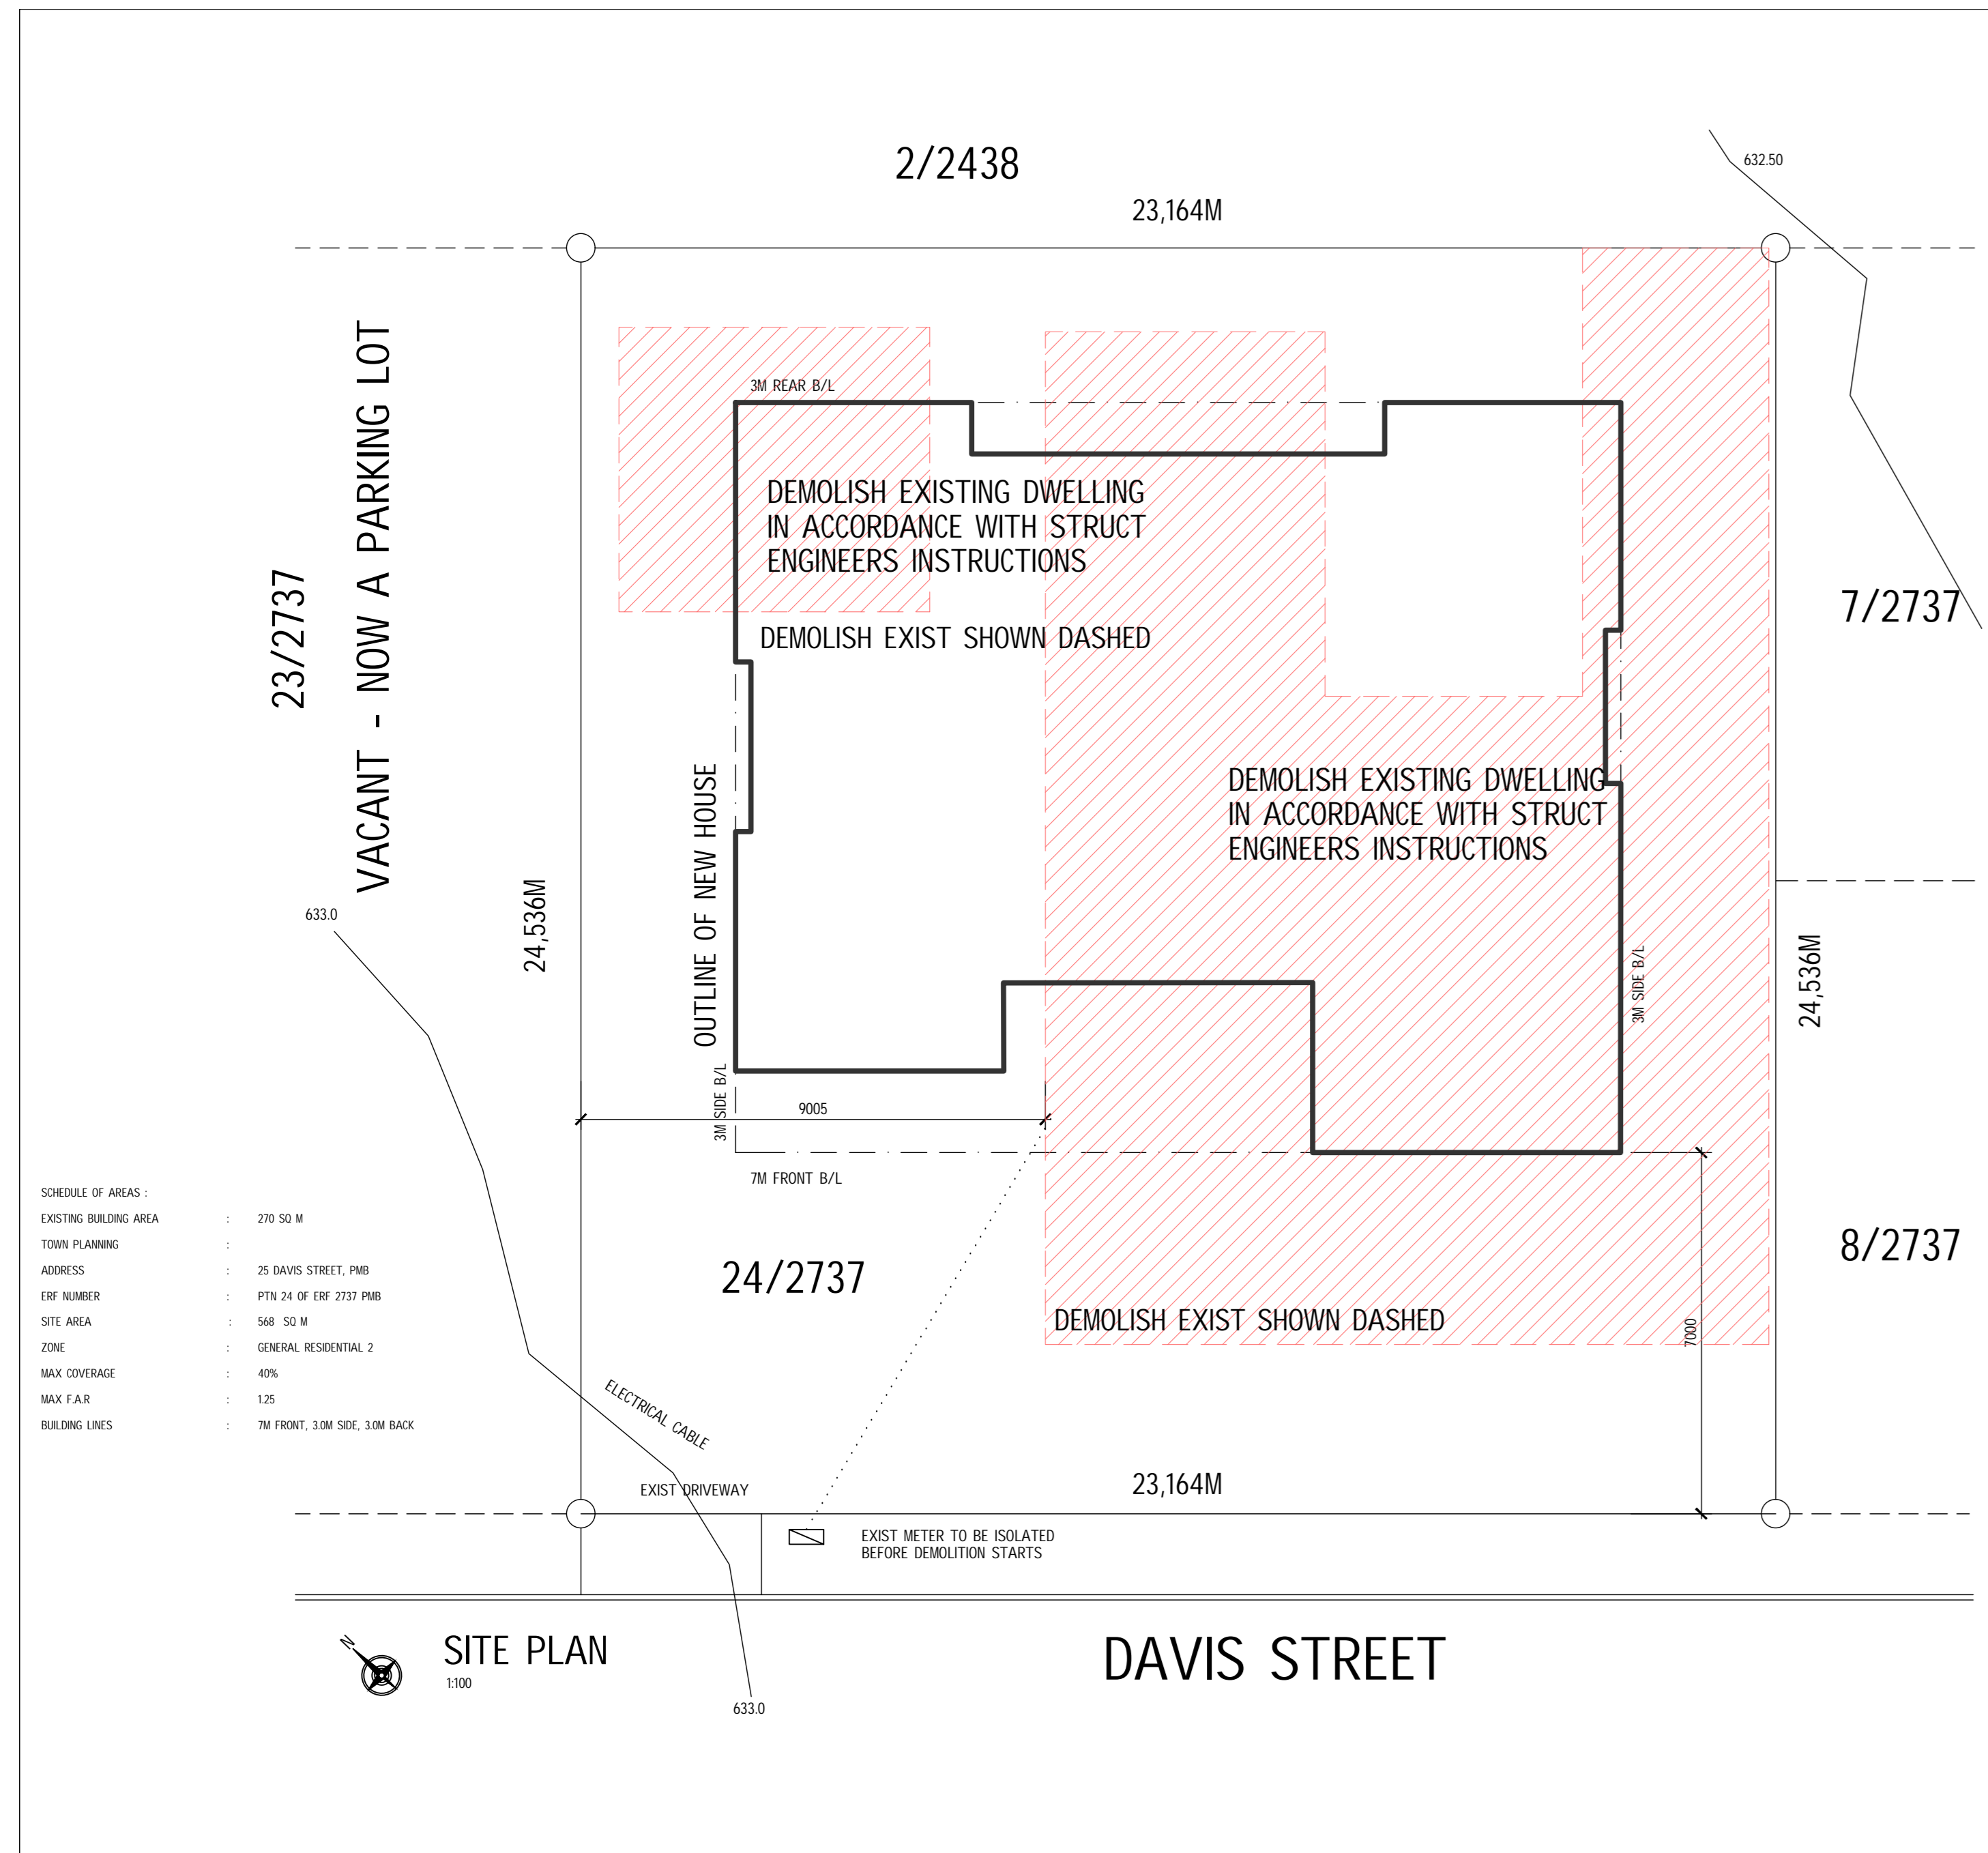 2/2438
23,164M
632.50
23/2737
VACANT - NOW A PARKING LOT
3M REAR B/L
DEMOLISH EXISTING DWELLING
IN ACCORDANCE WITH STRUCT
ENGINEERS INSTRUCTIONS
DEMOLISH EXIST SHOWN DASHED
7/2737
OUTLINE OF NEW HOUSE
DEMOLISH EXISTING DWELLING
IN ACCORDANCE WITH STRUCT
ENGINEERS INSTRUCTIONS
633.0
24,536M
3M SIDE B/L
24,536M
3M SIDE B/L
9005
7M FRONT B/L
SCHEDULE OF AREAS :
EXISTING BUILDING AREA : 270 SQ M
TOWN PLANNING :
ADDRESS : 25 DAVIS STREET, PMB
ERF NUMBER : PTN 24 OF ERF 2737 PMB
SITE AREA : 568 SQ M
ZONE : GENERAL RESIDENTIAL 2
MAX COVERAGE : 40%
MAX F.A.R : 1.25
BUILDING LINES : 7M FRONT, 3.0M SIDE, 3.0M BACK
24/2737
8/2737
DEMOLISH EXIST SHOWN DASHED
7000
ELECTRICAL CABLE
EXIST DRIVEWAY
23,164M
EXIST METER TO BE ISOLATED
BEFORE DEMOLITION STARTS
N
SITE PLAN
1:100
DAVIS STREET
633.0